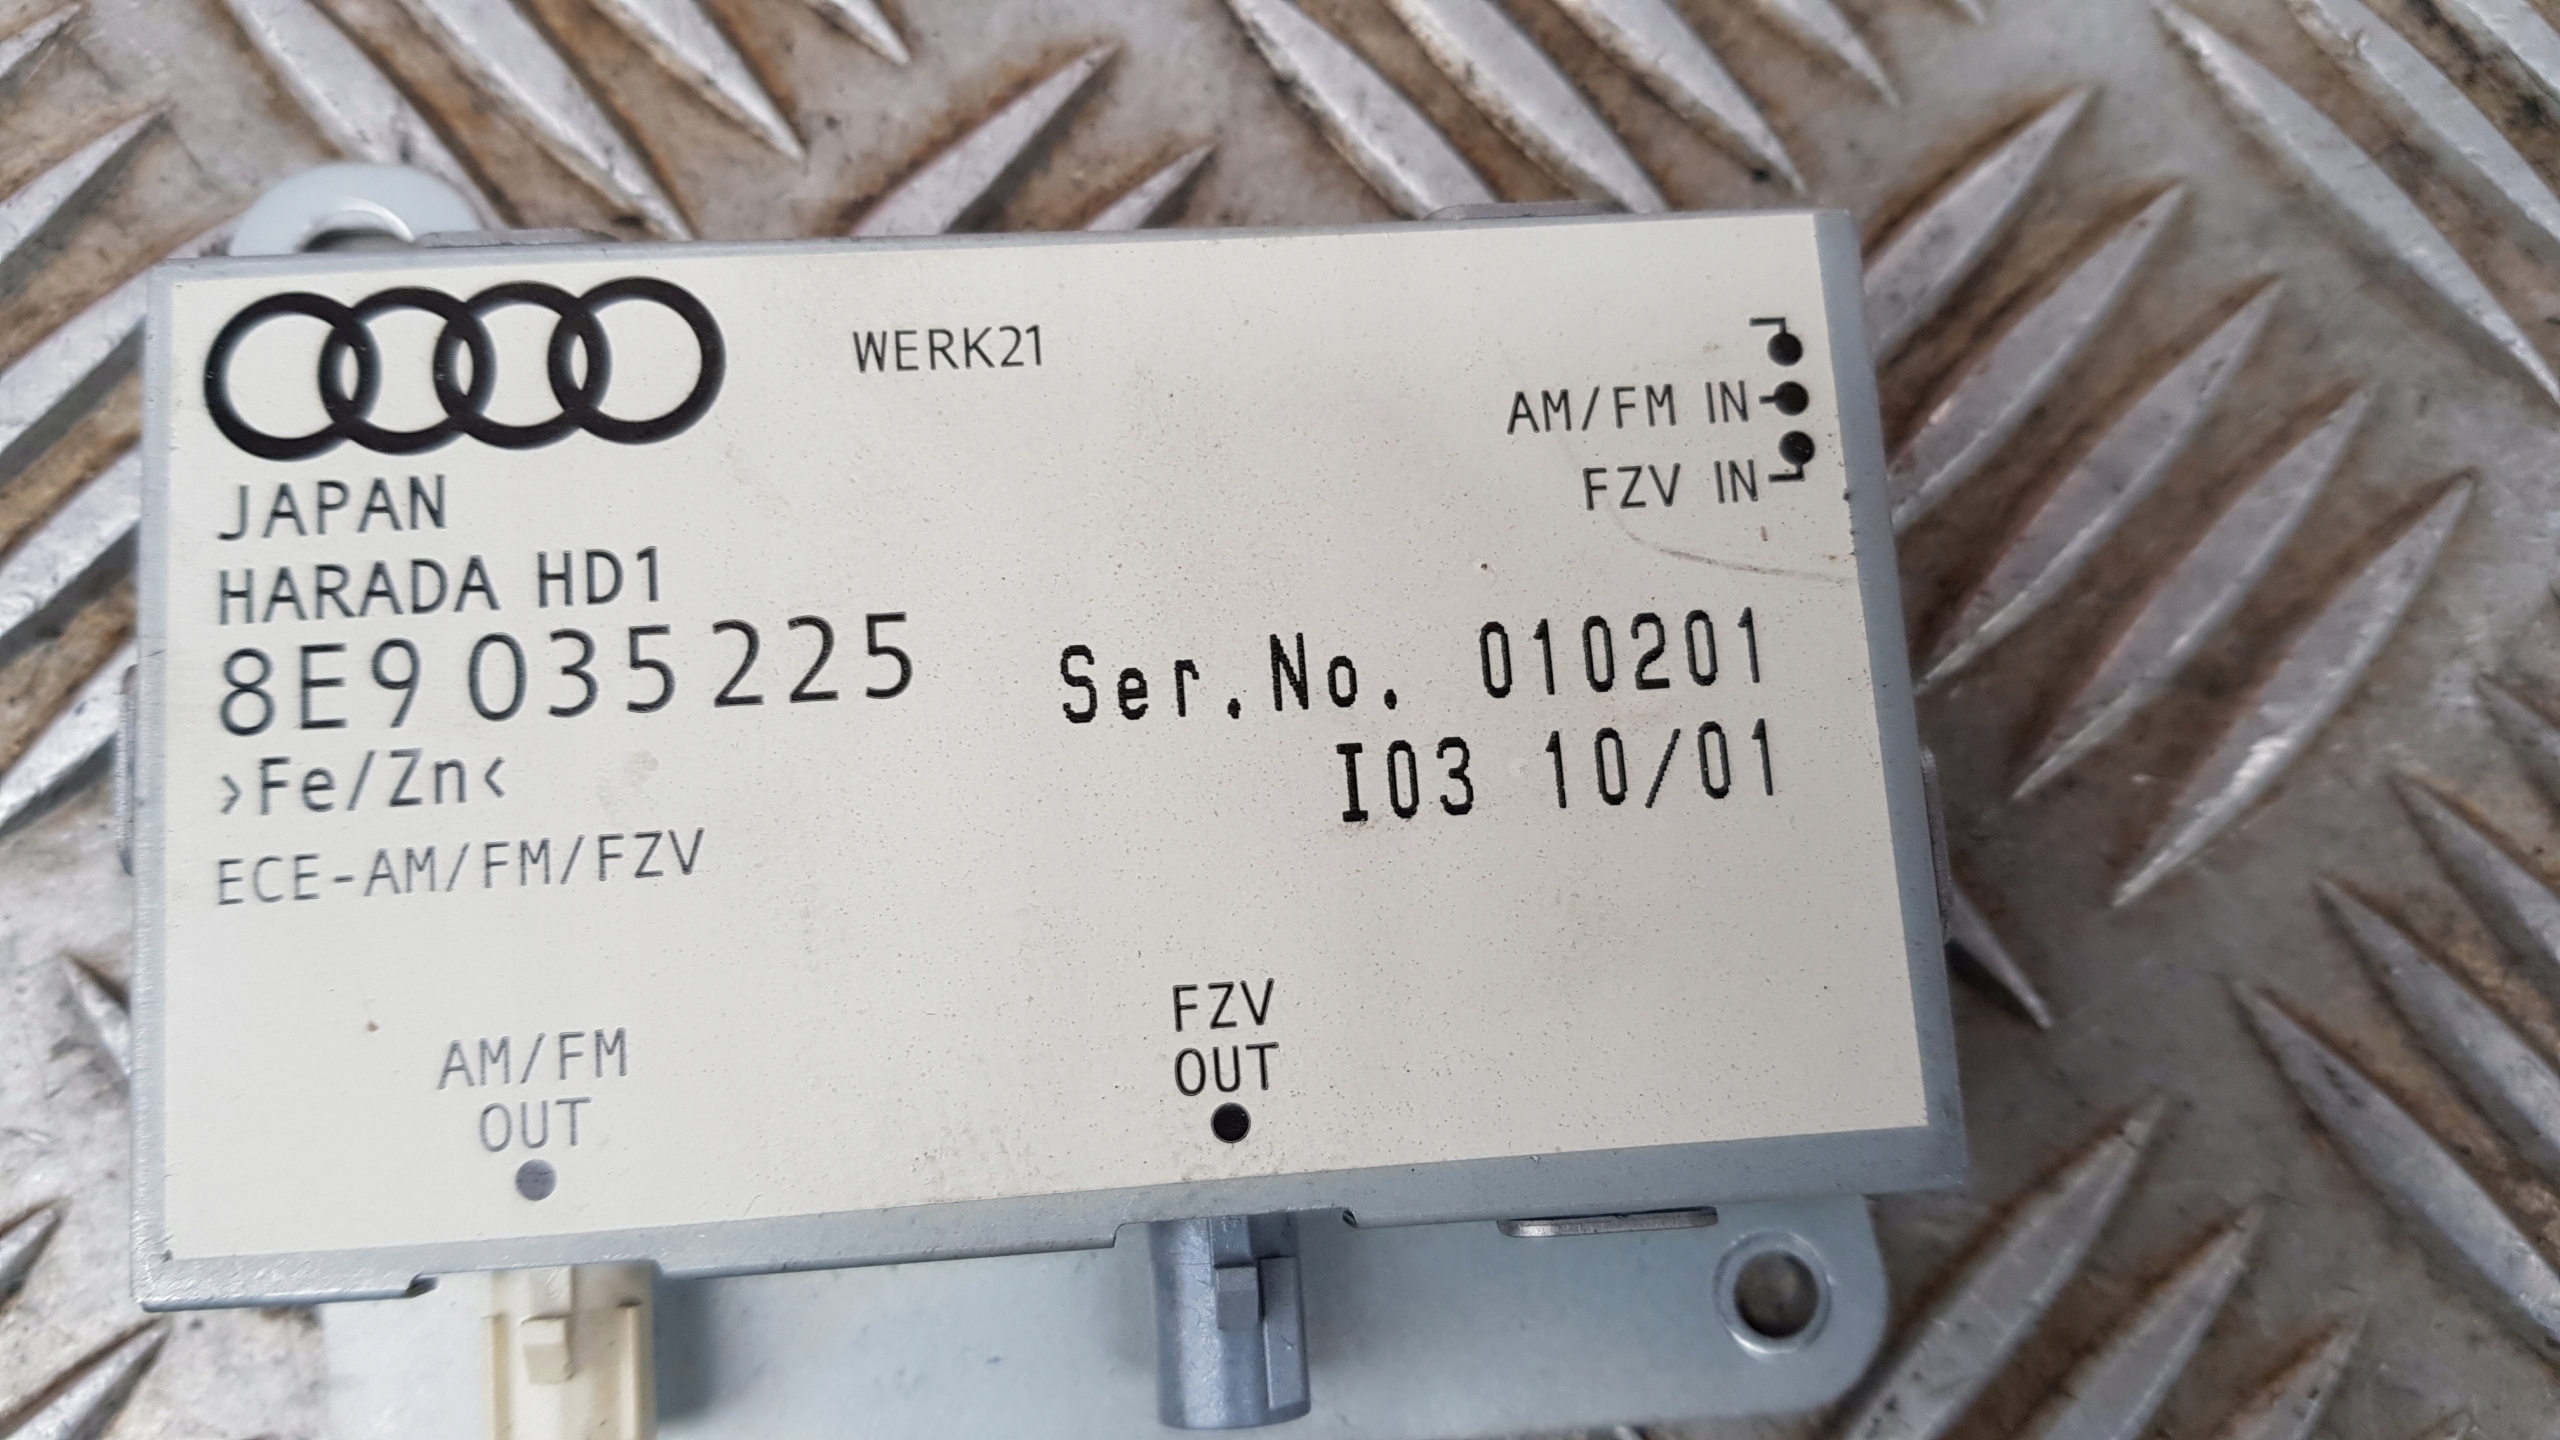 WERK21
AM/FM IN
FZV IN
JAPAN
HARADA HD1
8E9 035 225
Ser.No. 010201
>Fe/Zn<
I03 10/01
ECE-AM/FM/FZV
AM/FM
OUT
FZV
OUT